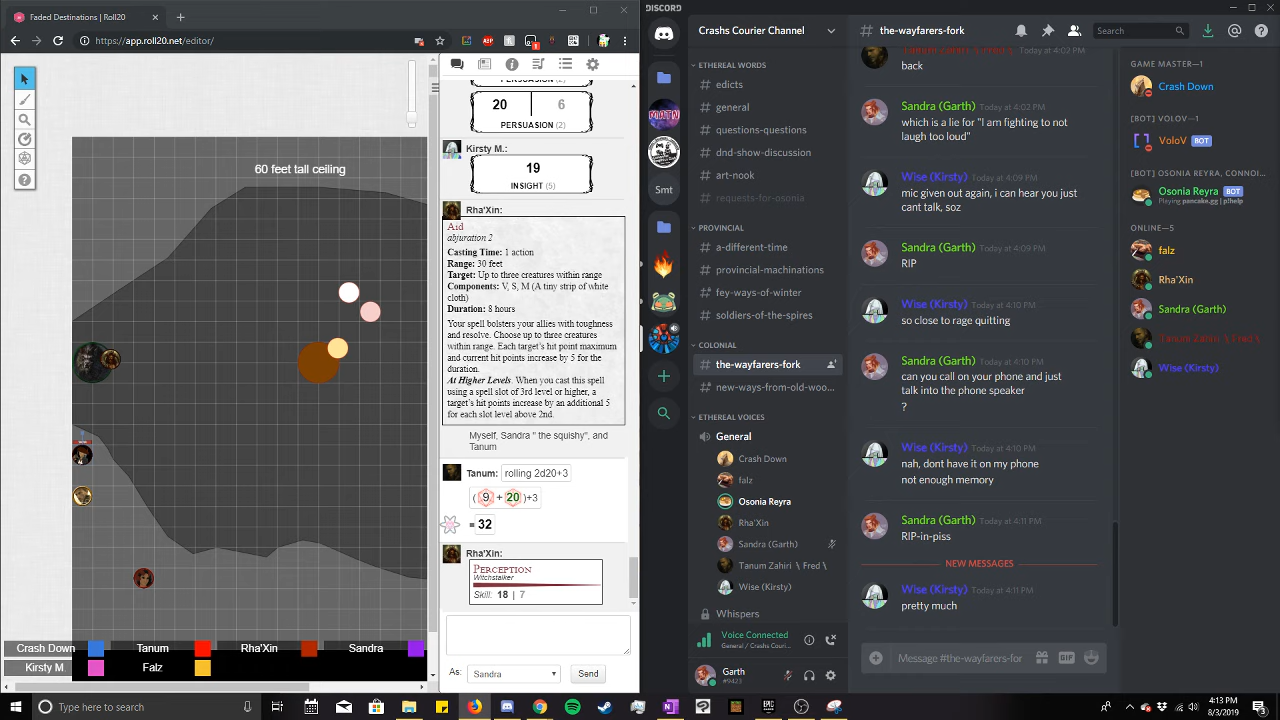 Faded Destinations | Roll20
https://app.roll20.net/editor/
60 feet tall ceiling
Crash Down
Tanum
Rha'Xin
Sandra
Kirsty M.
Falz
20
6
PERSUASION (2)
Kirsty M.:
19
INSIGHT (5)
Rha'Xin:
Aid
abjuration 2
Casting Time: 1 action
Range: 30 feet
Target: Up to three creatures within range
Components: V, S, M (A tiny strip of white
cloth)
Duration: 8 hours
Your spell bolsters your allies with toughness
and resolve. Choose up to three creatures
within range. Each target's hit point maximum
and current hit points increase by 5 for the
duration.
At Higher Levels. When you cast this spell
using a spell slot of 3rd level or higher, a
target's hit points increase by an additional 5
for each slot level above 2nd.
Myself, Sandra " the squishy", and
Tanum
Tanum: rolling 2d20+3
( 9 + 20 )+3
= 32
Rha'Xin:
Perception
Witchstalker
Skill: 18 | 7
As: Sandra
Send
DISCORD
Crashs Courier Channel
ETHEREAL WORDS
# edicts
# general
# questions-questions
# dnd-show-discussion
# art-nook
# requests-for-osonia
PROVINCIAL
# a-different-time
# provincial-machinations
# fey-ways-of-winter
# soldiers-of-the-spires
COLONIAL
# the-wayfarers-fork
# new-ways-from-old-woo...
ETHEREAL VOICES
General
Crash Down
falz
Osonia Reyra
Rha'Xin
Sandra (Garth)
Tanum Zahiri \ Fred \
Wise (Kirsty)
Whispers
Voice Connected
General / Crashs Couri...
Garth
#9423
Smt
# the-wayfarers-fork
Search
Today at 4:02 PM
back
Sandra (Garth) Today at 4:02 PM
which is a lie for "I am fighting to not
laugh too loud"
Wise (Kirsty) Today at 4:09 PM
mic given out again, i can hear you just
cant talk, soz
Sandra (Garth) Today at 4:09 PM
RIP
Wise (Kirsty) Today at 4:10 PM
so close to rage quitting
Sandra (Garth) Today at 4:10 PM
can you call on your phone and just
talk into the phone speaker
?
Wise (Kirsty) Today at 4:10 PM
nah, dont have it on my phone
not enough memory
Sandra (Garth) Today at 4:11 PM
RIP-in-piss
NEW MESSAGES
Wise (Kirsty) Today at 4:11 PM
pretty much
Message #the-wayfarers-for
GIF
GAME MASTER—1
Crash Down
[BOT] VOLOV—1
VoloV BOT
[BOT] OSONIA REYRA, CONNOI...
Osonia Reyra BOT
Playing pancake.gg | p!help
ONLINE—5
falz
Rha'Xin
Sandra (Garth)
Tanum Zahiri \ Fred \
Wise (Kirsty)
Type here to search
4:13 PM
8/3/2019